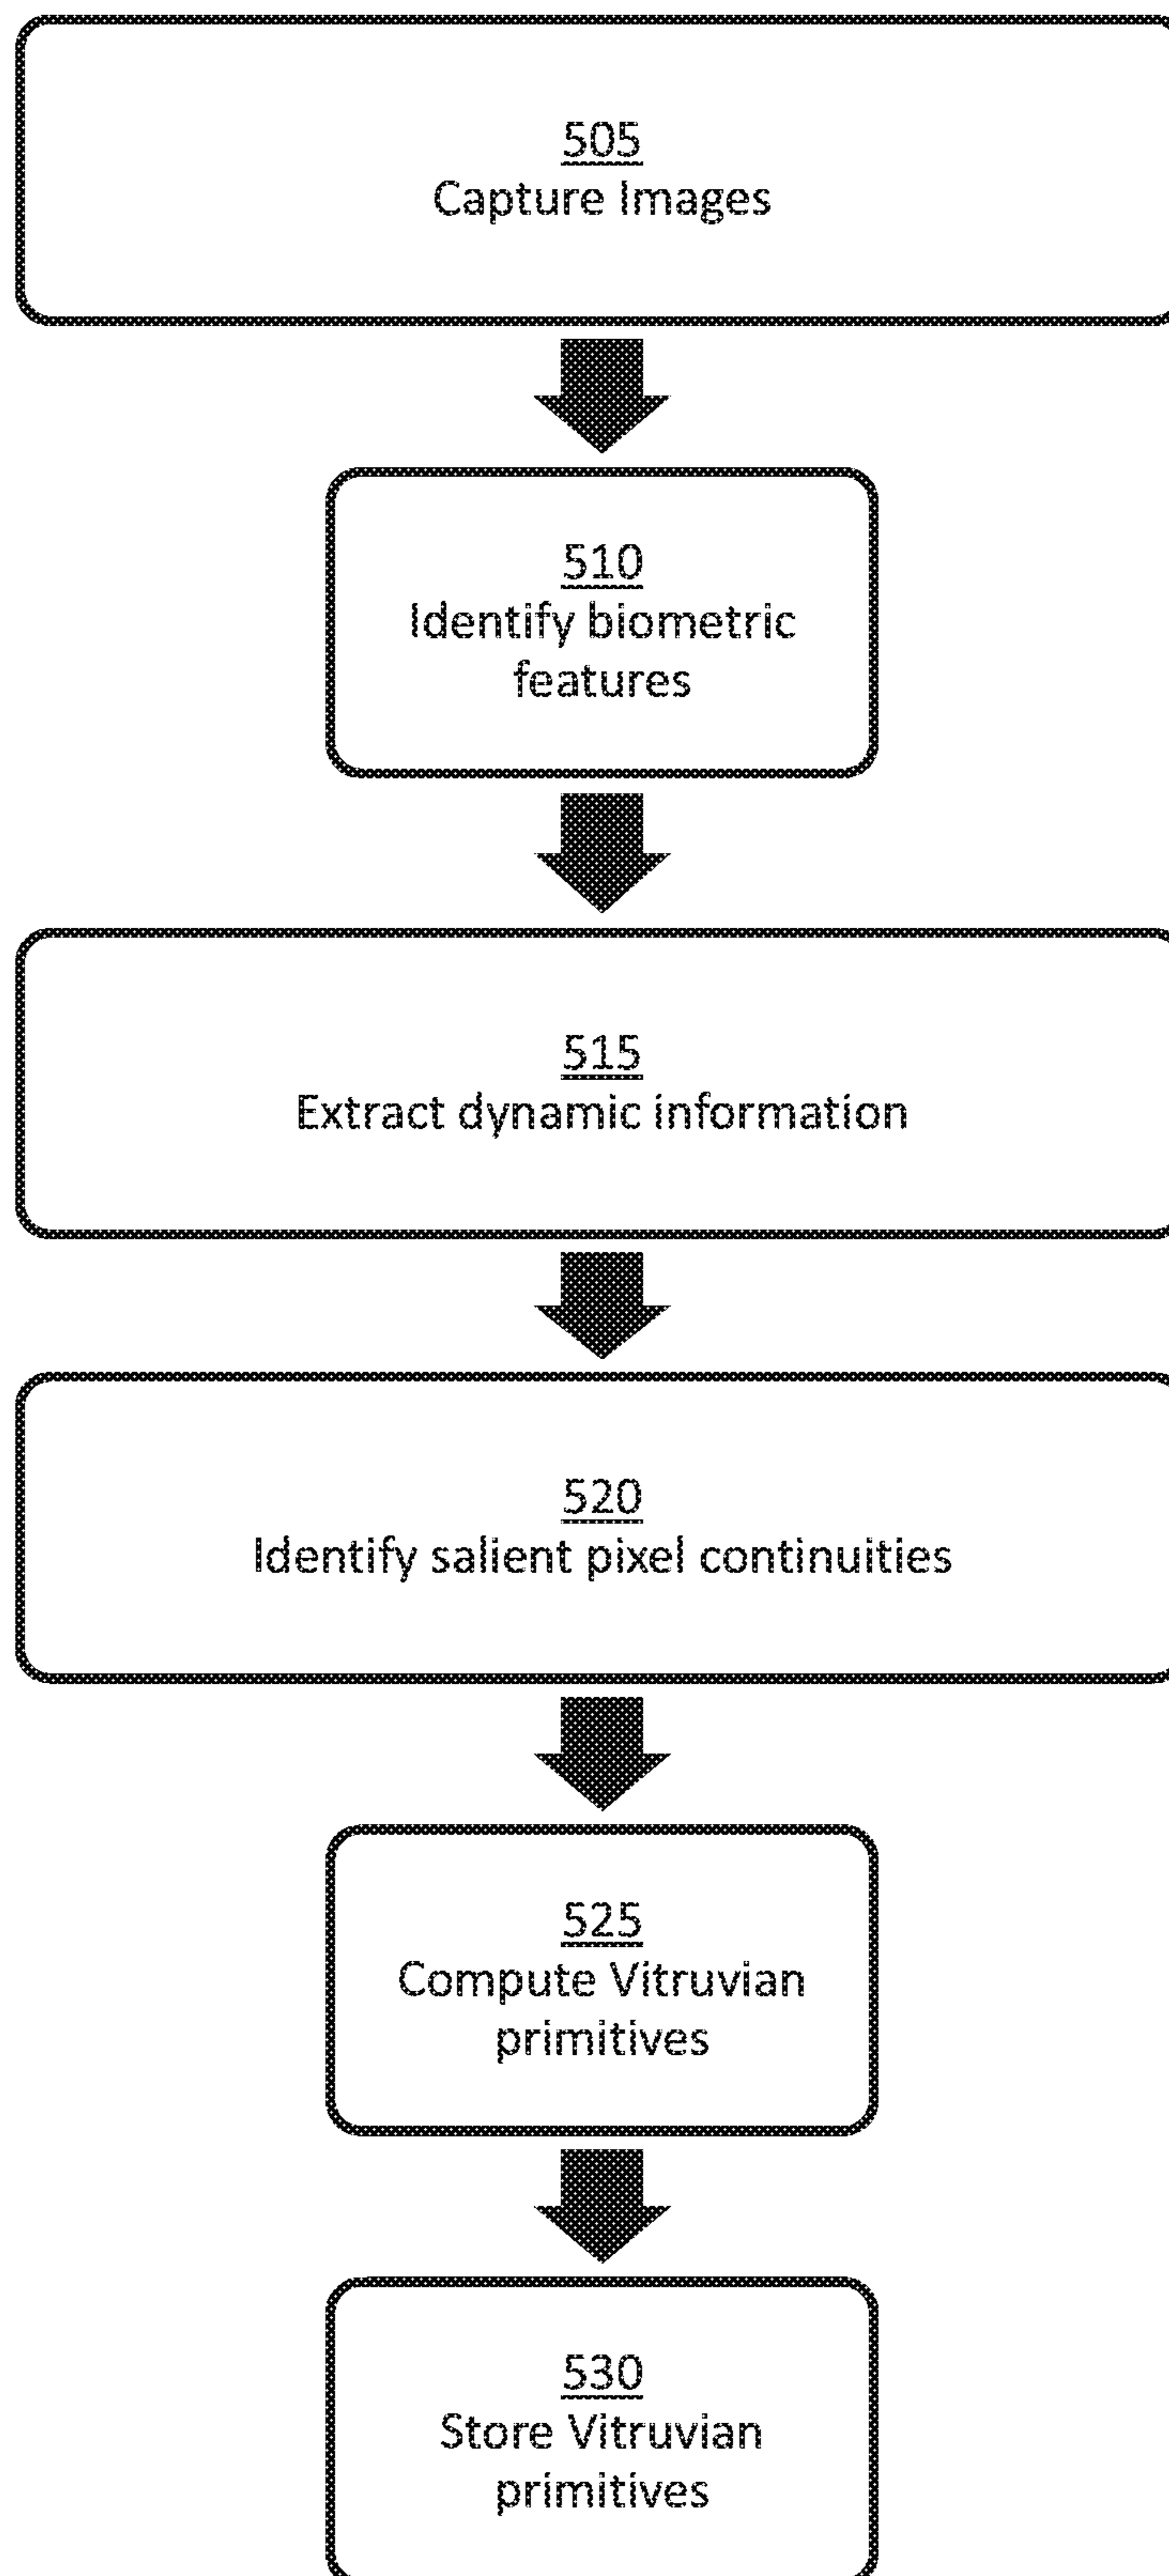 505
Capture Images
510
Identify biometric
features
515
Extract dynamic information
520
Identify salient pixel continuities
525
Compute Vitruvian
primitives
530
Store Vitruvian
primitives